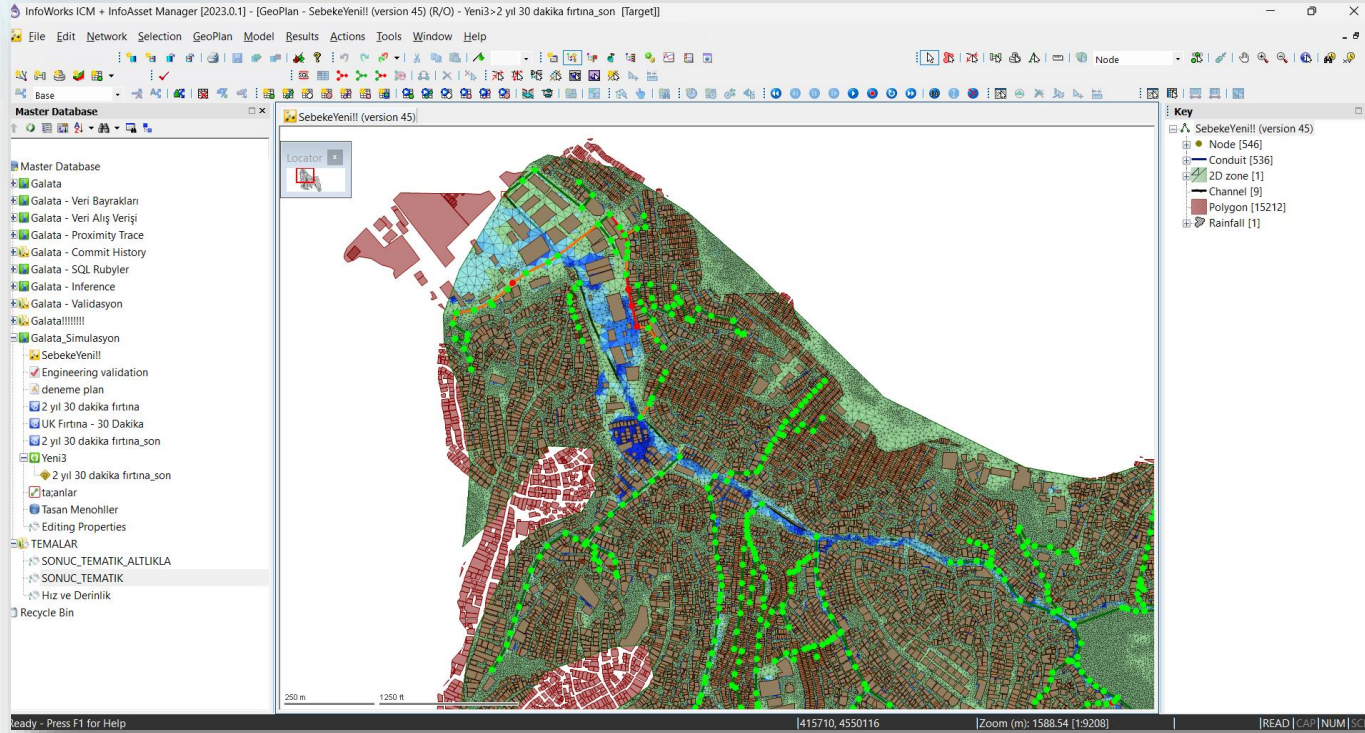 InfoWorks ICM + InfoAsset Manager [2023.0.1] - [GeoPlan - SebekeYeni!! (version 45) (R/O) - Yeni3>2 yıl 30 dakika fırtına_son [Target]]
File Edit Network Selection GeoPlan Model Results Actions Tools Window Help
Node
Base
Master Database
SebekeYeni!! (version 45)
Key
Locator
Master Database
Galata
Galata - Veri Bayrakları
Galata - Veri Alış Verişi
Galata - Proximity Trace
Galata - Commit History
Galata - SQL Rubyler
Galata - Inference
Galata - Validasyon
Galata!!!!!!!!
Galata_Simulasyon
SebekeYeni!!
Engineering validation
deneme plan
2 yıl 30 dakika fırtına
UK Fırtına - 30 Dakika
2 yıl 30 dakika fırtına_son
Yeni3
2 yıl 30 dakika fırtına_son
ta;anlar
Tasan Menohller
Editing Properties
TEMALAR
SONUC_TEMATIK_ALTLIKLA
SONUC_TEMATIK
Hız ve Derinlik
Recycle Bin
SebekeYeni!! (version 45)
Node [546]
Conduit [536]
2D zone [1]
Channel [9]
Polygon [15212]
Rainfall [1]
250 m 1250 ft
Ready - Press F1 for Help 415710, 4550116 Zoom (m): 1588.54 [1:9208] READ CAP NUM SC